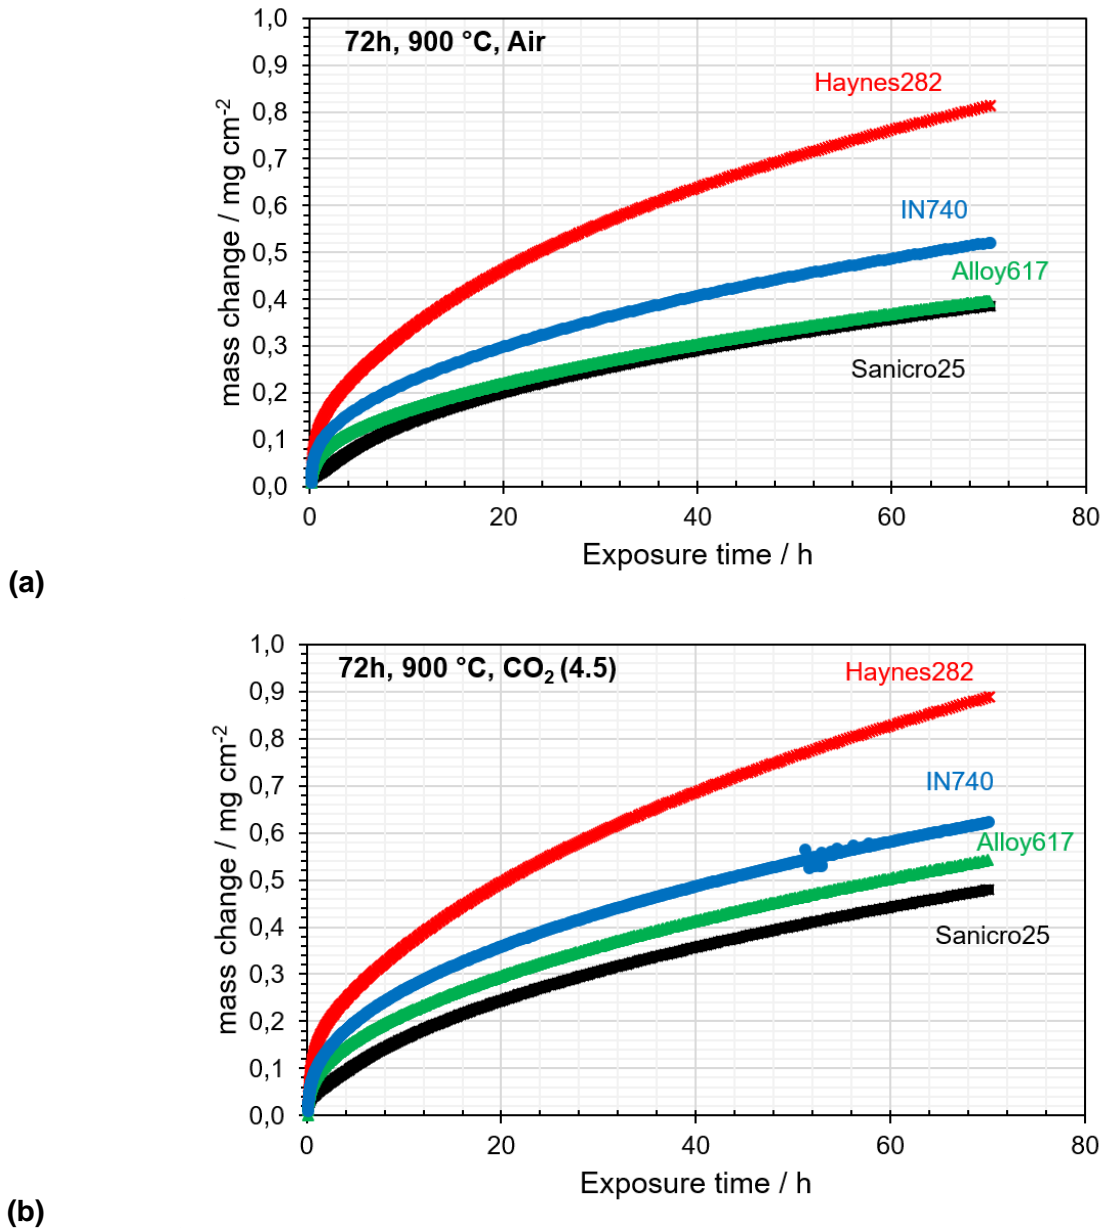 72h, 900 °C, Air
Haynes282
IN740
Alloy617
Sanicro25
mass change / mg cm-2
1,0
0,9
0,8
0,7
0,6
0,5
0,4
0,3
0,2
0,1
0,0
0 20 40 60 80
Exposure time / h
(a)
72h, 900 °C, CO2 (4.5)
Haynes282
IN740
Alloy617
Sanicro25
mass change / mg cm-2
1,0
0,9
0,8
0,7
0,6
0,5
0,4
0,3
0,2
0,1
0,0
0 20 40 60 80
Exposure time / h
(b)